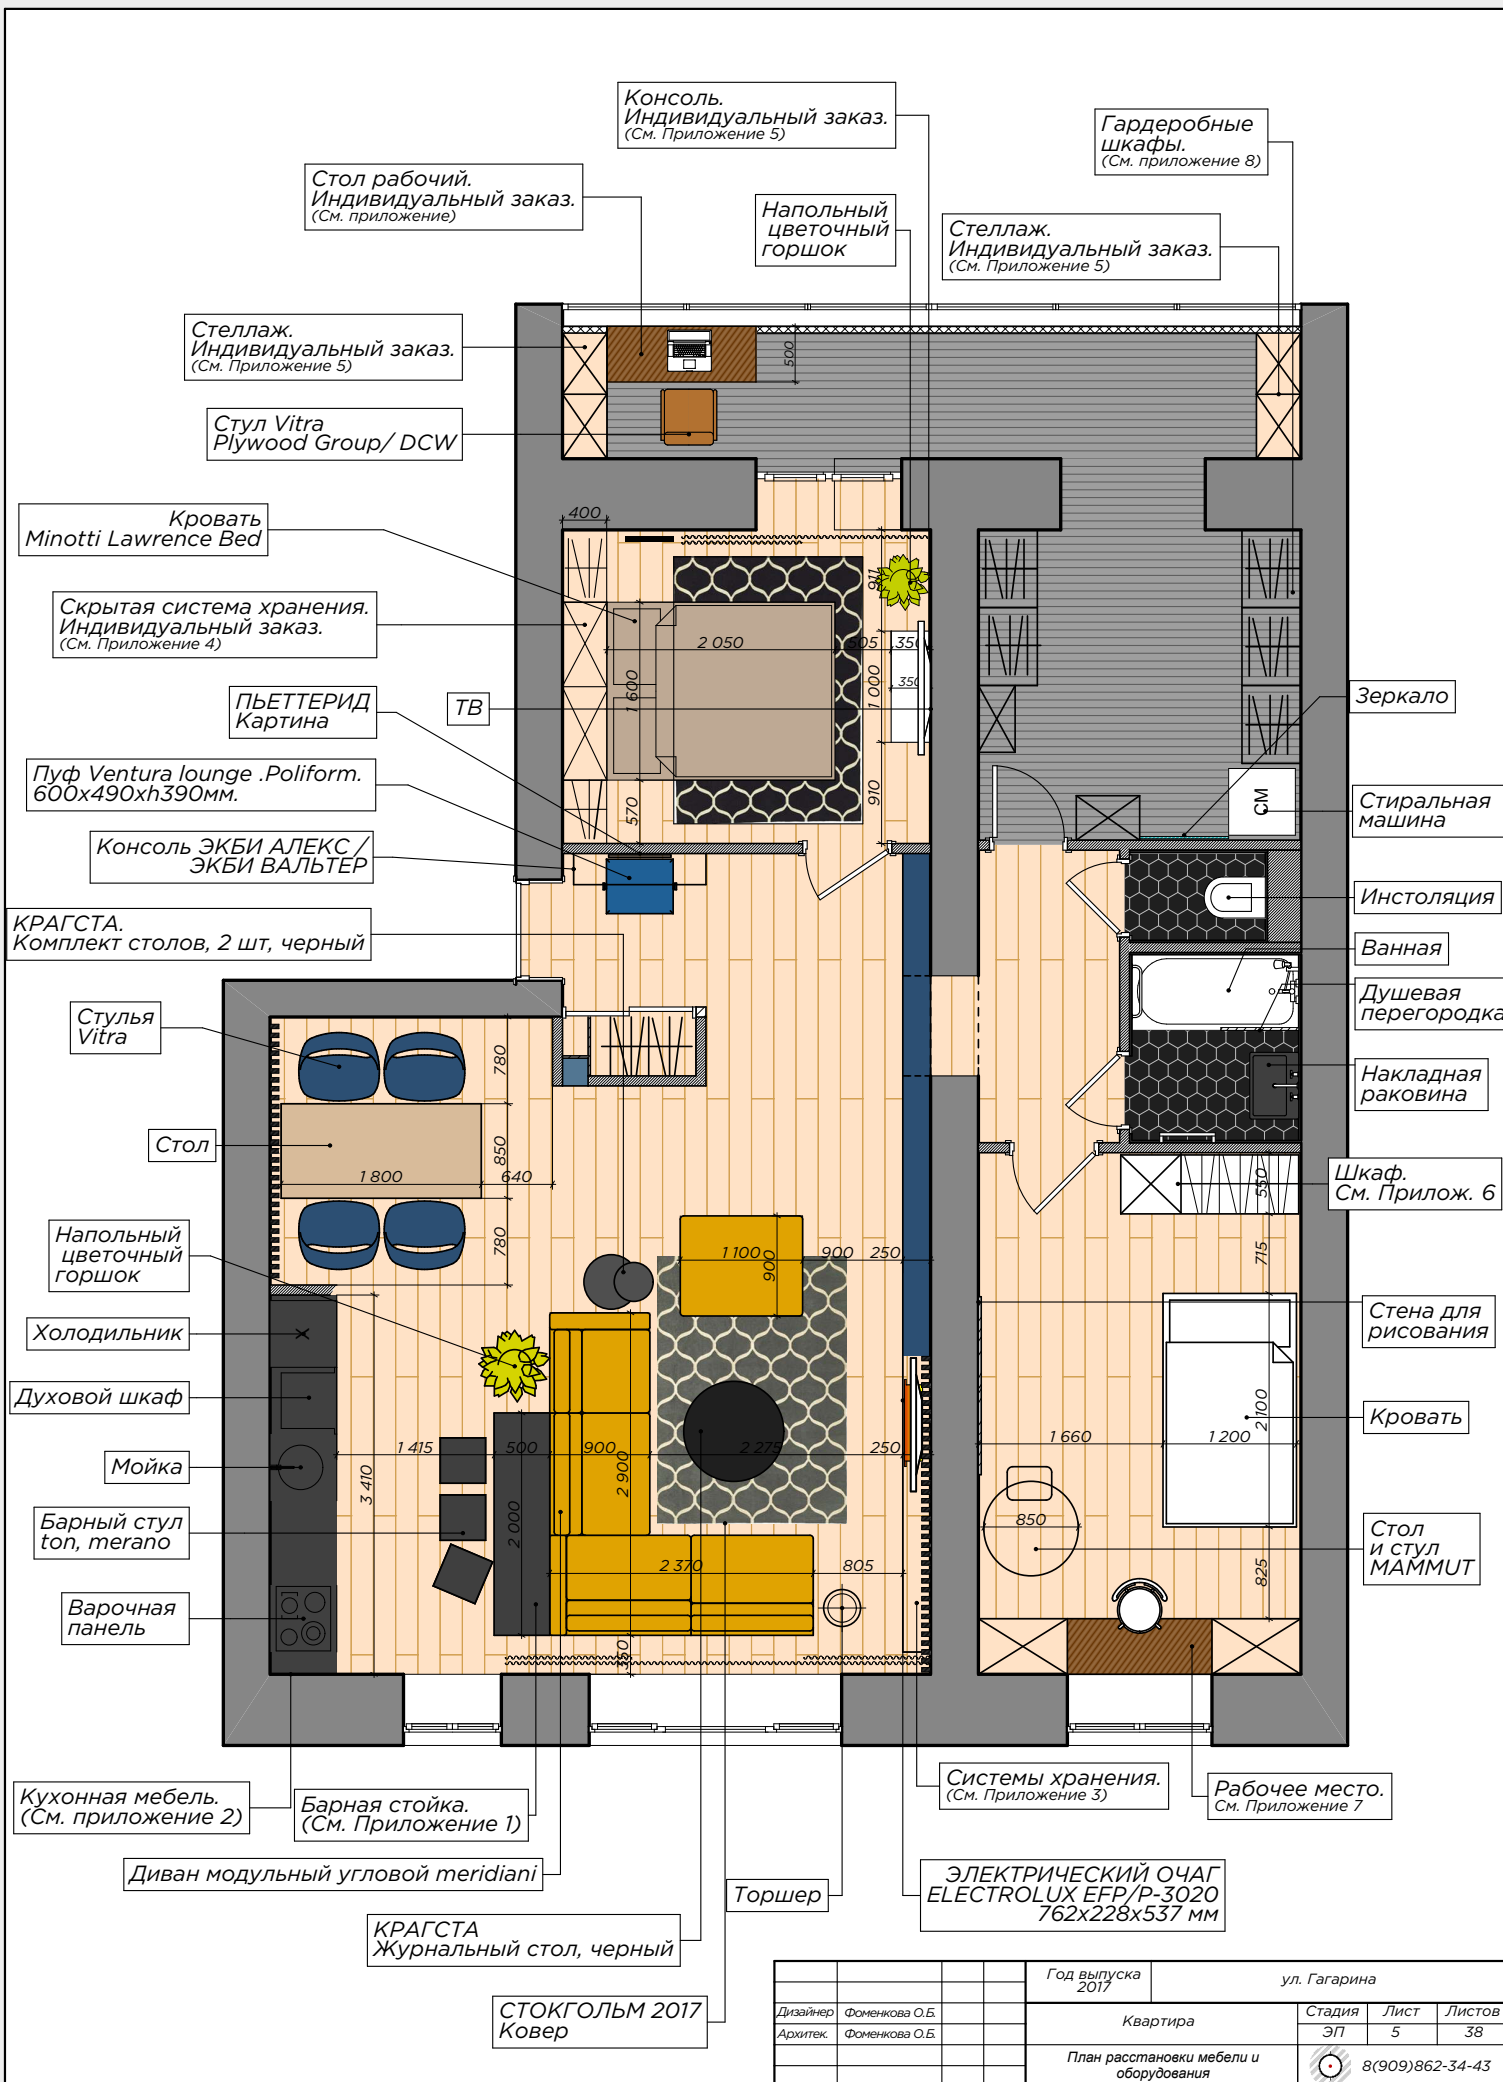 Консоль.
Индивидуальный заказ.
(См. Приложение 5)
Гардеробные
шкафы.
(См. приложение 8)
Стол рабочий.
Индивидуальный заказ.
(См. приложение)
Напольный
цветочный
горшок
Стеллаж.
Индивидуальный заказ.
(См. Приложение 5)
Стеллаж.
Индивидуальный заказ.
(См. Приложение 5)
500
Стул Vitra
Plywood Group/ DCW
Кровать
Minotti Lawrence Bed
400
911
Скрытая система хранения.
Индивидуальный заказ.
(См. Приложение 4)
2 050
505
350
350
1 600
1 000
ПЬЕТТЕРИД
Картина
ТВ
Зеркало
Пуф Ventura lounge .Poliform.
600х490хh390мм.
570
910
СМ
Стиральная
машина
Консоль ЭКБИ АЛЕКС /
ЭКБИ ВАЛЬТЕР
Инстоляция
КРАГСТА.
Комплект столов, 2 шт, черный
Ванная
Стулья
Vitra
Душевая
перегородка
780
Накладная
раковина
Стол
850
1 800
640
Шкаф.
См. Прилож. 6
550
Напольный
цветочный
горшок
780
1 100
900
900
250
715
Холодильник
Стена для
рисования
Духовой шкаф
Кровать
2 100
1 415
500
900
2 275
250
1 660
1 200
Мойка
3 410
2 900
2 000
Барный стул
ton, merano
850
Стол
и стул
MAMMUT
2 370
805
825
Варочная
панель
350
Кухонная мебель.
(См. приложение 2)
Барная стойка.
(См. Приложение 1)
Системы хранения.
(См. Приложение 3)
Рабочее место.
См. Приложение 7
Диван модульный угловой meridiani
Торшер
ЭЛЕКТРИЧЕСКИЙ ОЧАГ
ELECTROLUX EFP/P-3020
762х228х537 мм
КРАГСТА
Журнальный стол, черный
СТОКГОЛЬМ 2017
Ковер
Год выпуска
2017
ул. Гагарина
Дизайнер Фоменкова О.Б.
Архитек. Фоменкова О.Б.
Квартира
Стадия Лист Листов
ЭП 5 38
План расстановки мебели и
оборудования
8(909)862-34-43